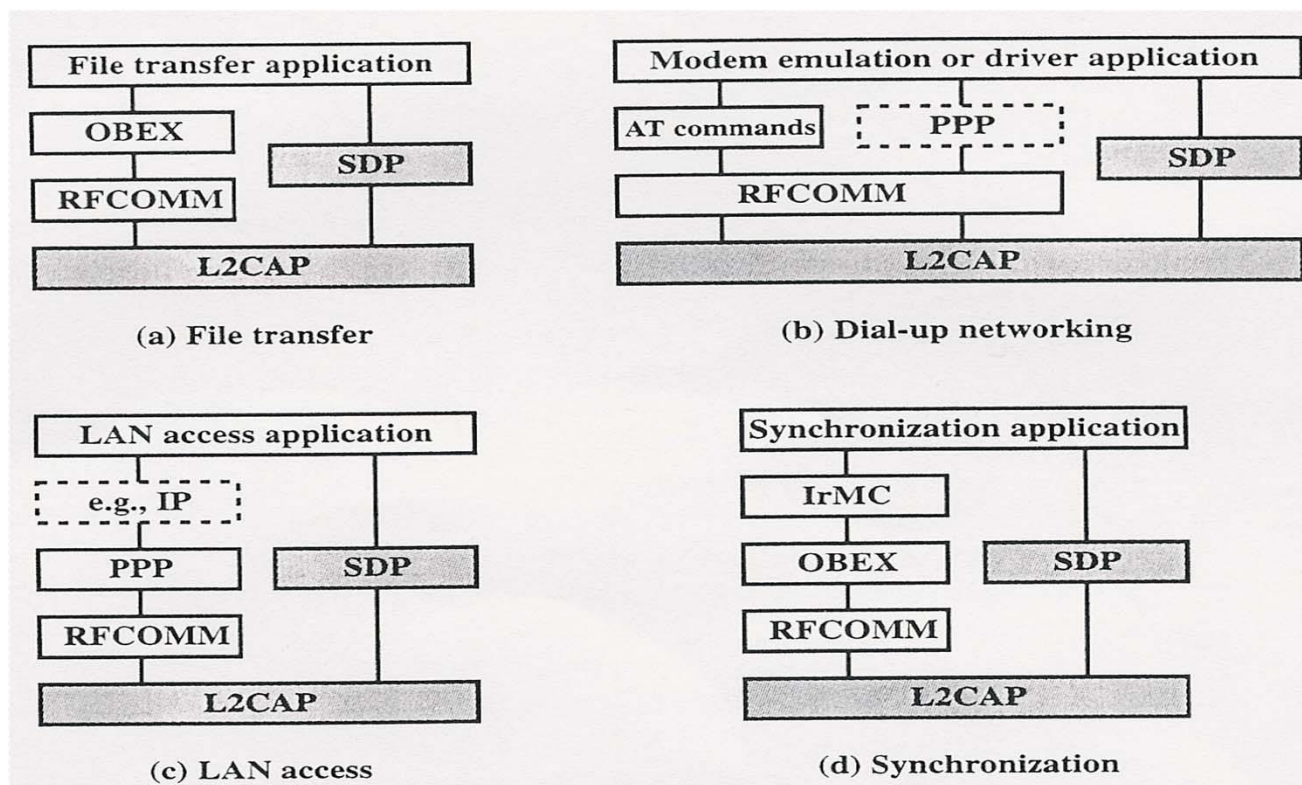 File transfer application
OBEX
SDP
RFCOMM
L2CAP
(a) File transfer
Modem emulation or driver application
AT commands
PPP
SDP
RFCOMM
L2CAP
(b) Dial-up networking
LAN access application
e.g., IP
PPP
SDP
RFCOMM
L2CAP
(c) LAN access
Synchronization application
IrMC
OBEX
SDP
RFCOMM
L2CAP
(d) Synchronization